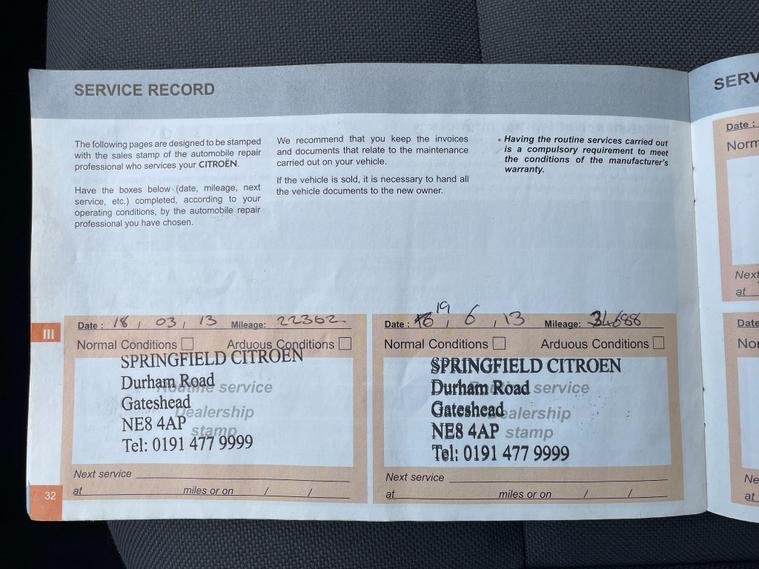 SERVICE RECORD
The following pages are designed to be stamped
with the sales stamp of the automobile repair
professional who services your CITROËN.
Have the boxes below (date, mileage, next
service, etc.) completed, according to your
operating conditions, by the automobile repair
professional you have chosen.
We recommend that you keep the invoices
and documents that relate to the maintenance
carried out on your vehicle.
If the vehicle is sold, it is necessary to hand all
the vehicle documents to the new owner.
Having the routine services carried out
is a compulsory requirement to meet
the conditions of the manufacturer's
warranty.
III
Date : 18 , 03 , 13 Mileage: 22362
Normal Conditions Arduous Conditions
Routine service
Dealership
stamp
SPRINGFIELD CITROEN
Durham Road
Gateshead
NE8 4AP
Tel: 0191 477 9999
Next service
at miles or on / /
Date : 19 , 6 , 13 Mileage:
Normal Conditions Arduous Conditions
service
Dealership
stamp
SPRINGFIELD CITROEN
Durham Road
Gateshead
NE8 4AP
Tel: 0191 477 9999
Next service
at miles or on / /
32
SERV
Date :
Norm
Next
at
Date
Nor
Ne
at